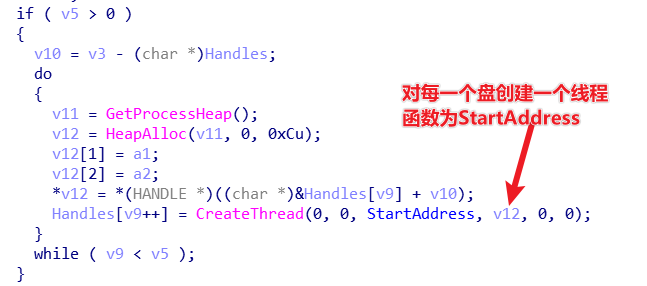 if ( v5 > 0 )
{
v10 = v3 - (char *)Handles;
do
{
v11 = GetProcessHeap();
v12 = HeapAlloc(v11, 0, 0xCu);
v12[1] = a1;
v12[2] = a2;
*v12 = *(HANDLE *)((char *)&Handles[v9] + v10);
Handles[v9++] = CreateThread(0, 0, StartAddress, v12, 0, 0);
}
while ( v9 < v5 );
}
对每一个盘创建一个线程
函数为StartAddress